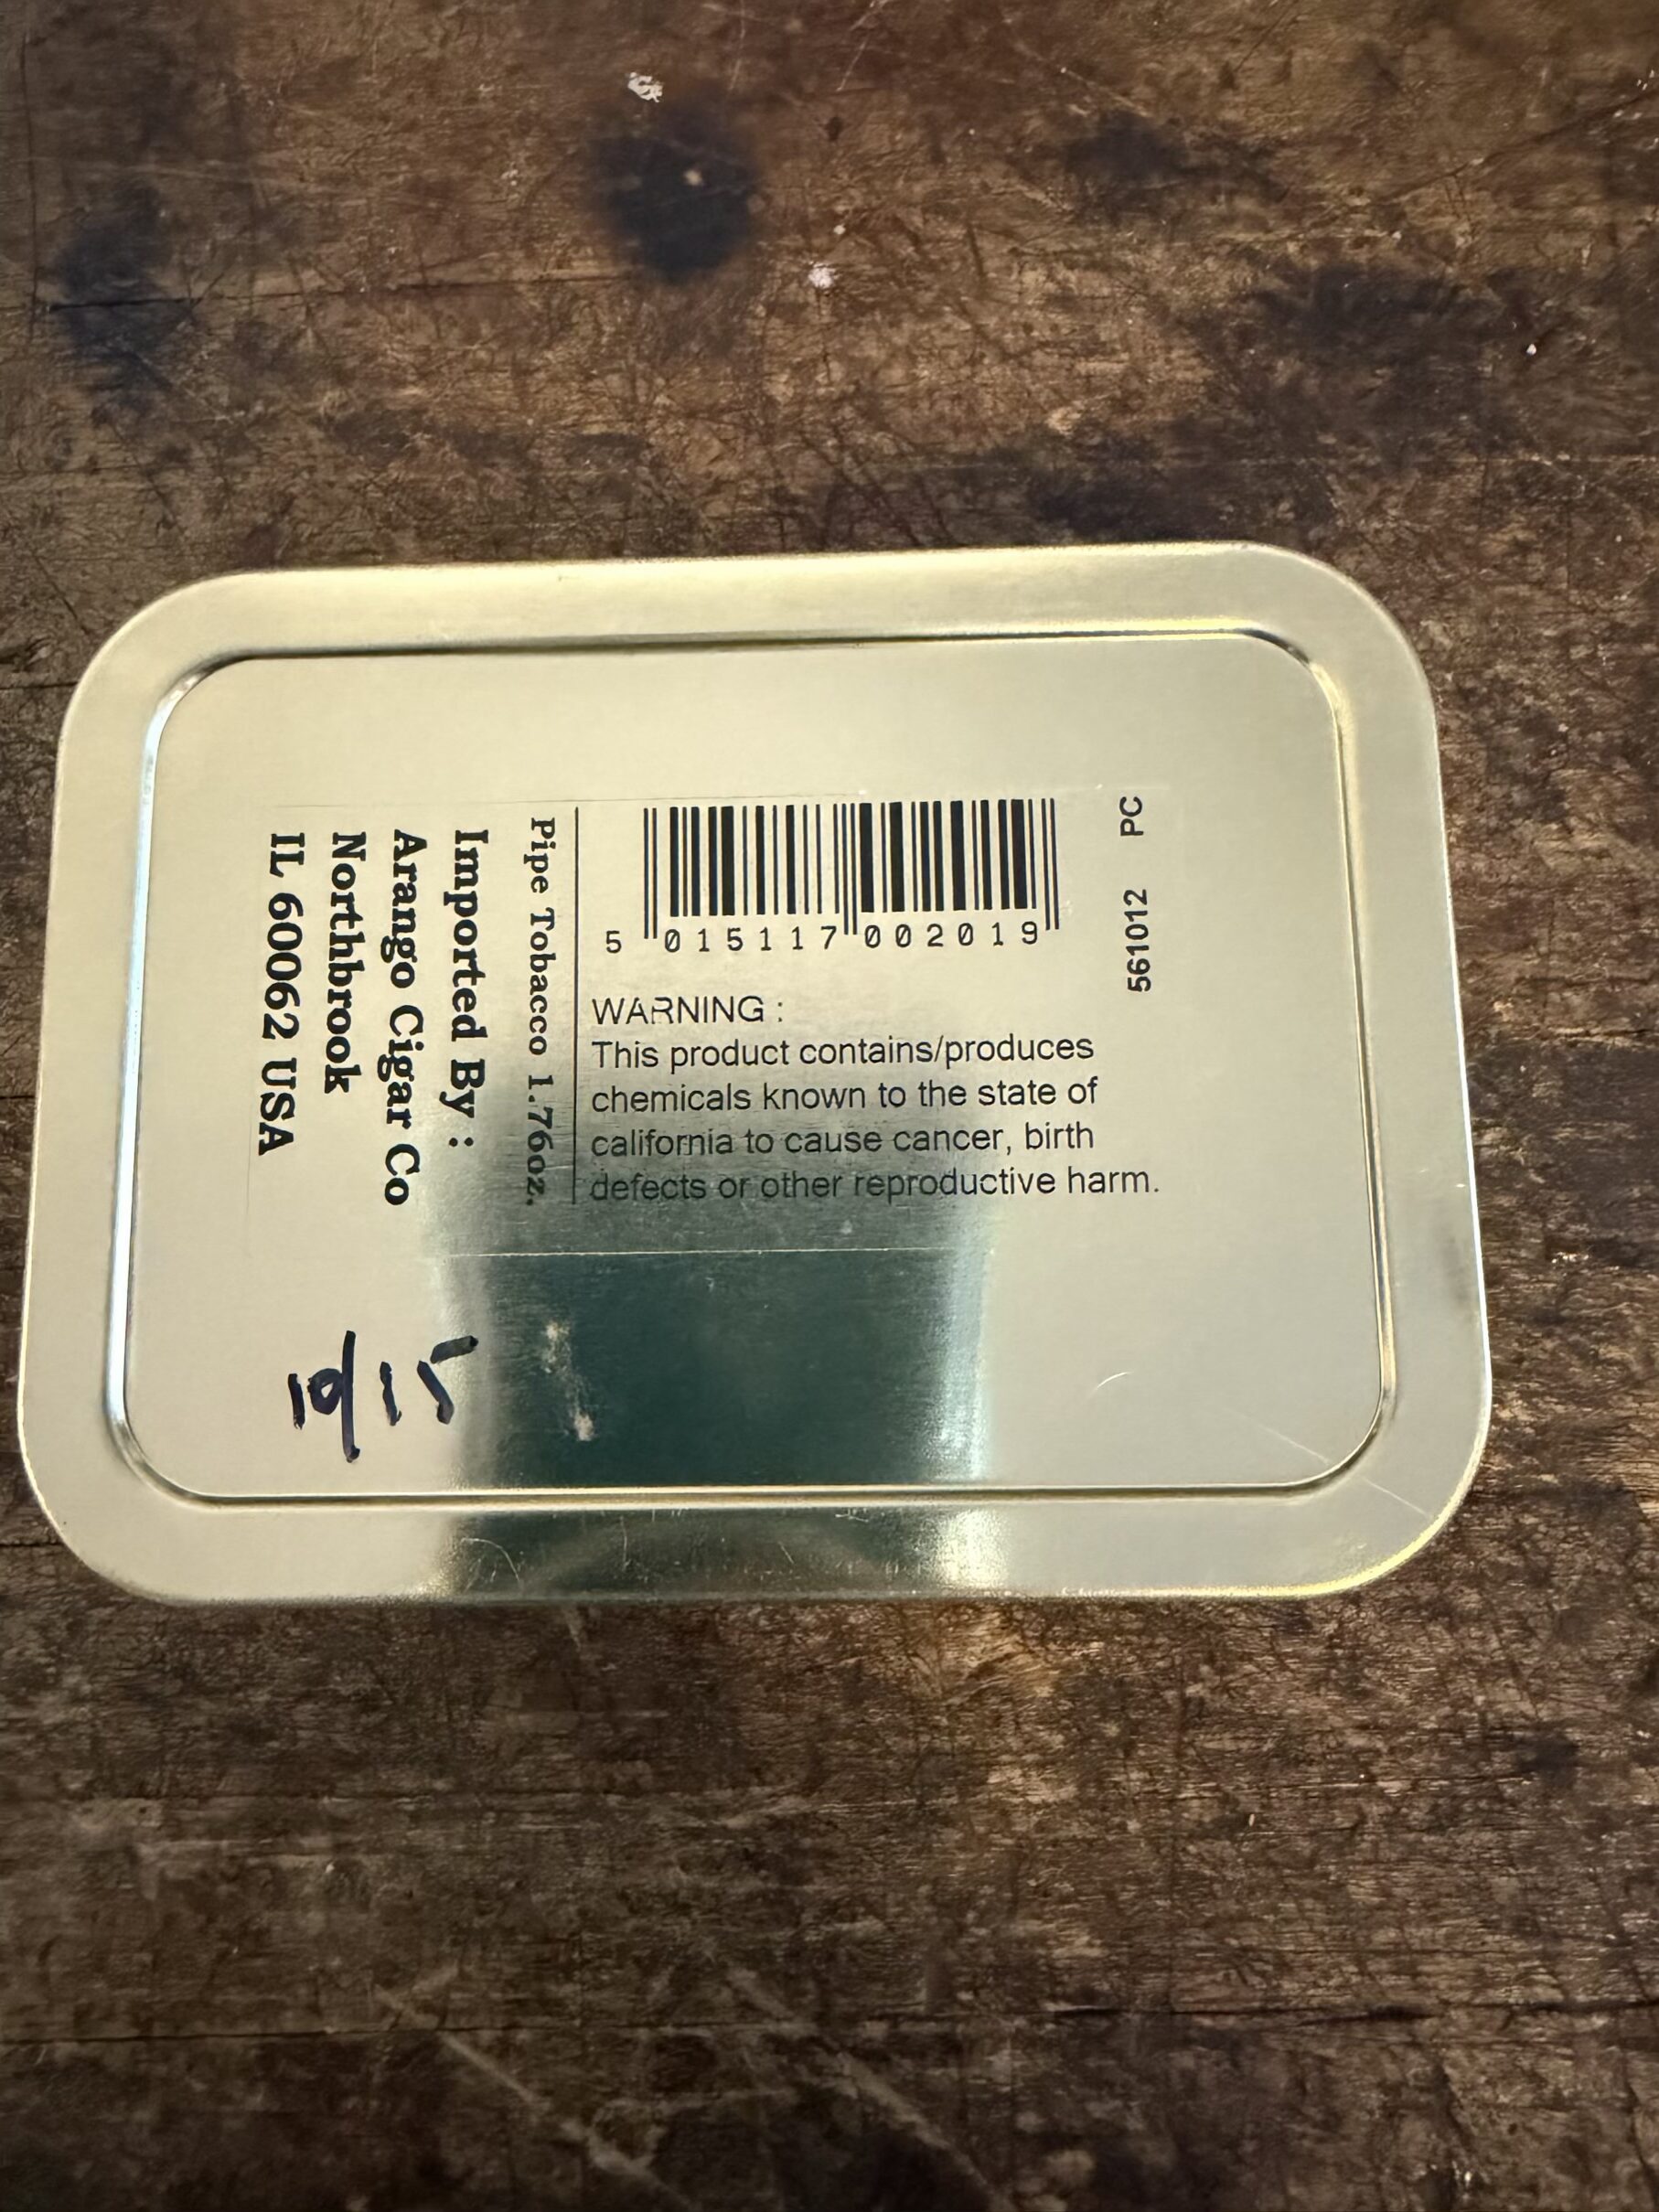 561012 PC
5 015117 002019
WARNING :
This product contains/produces
chemicals known to the state of
california to cause cancer, birth
defects or other reproductive harm.
Pipe Tobacco 1.76oz.
Imported By :
Arango Cigar Co
Northbrook
IL 60062 USA